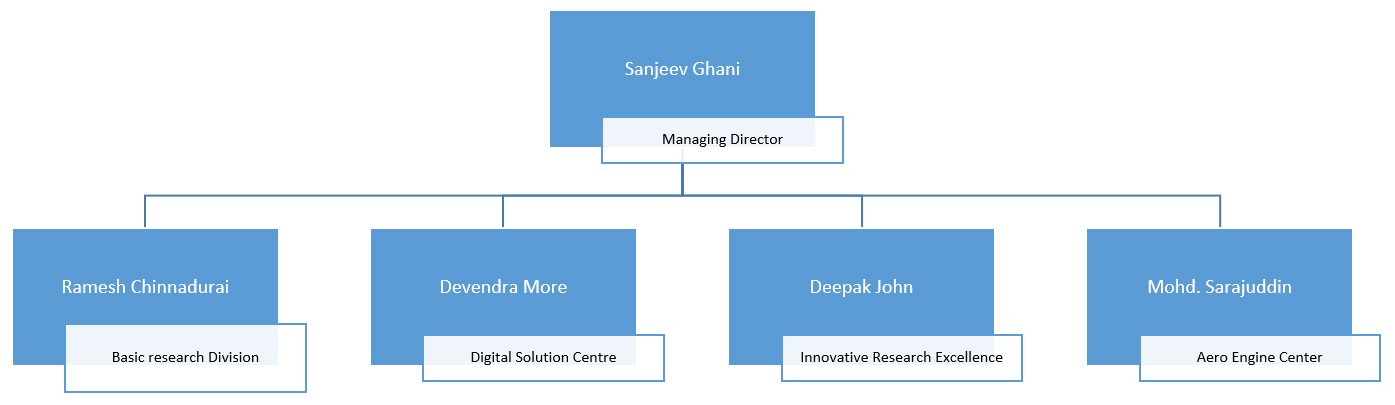 Sanjeev Ghani
Managing Director
Ramesh Chinnadurai
Basic research Division
Devendra More
Digital Solution Centre
Deepak John
Innovative Research Excellence
Mohd. Sarajuddin
Aero Engine Center